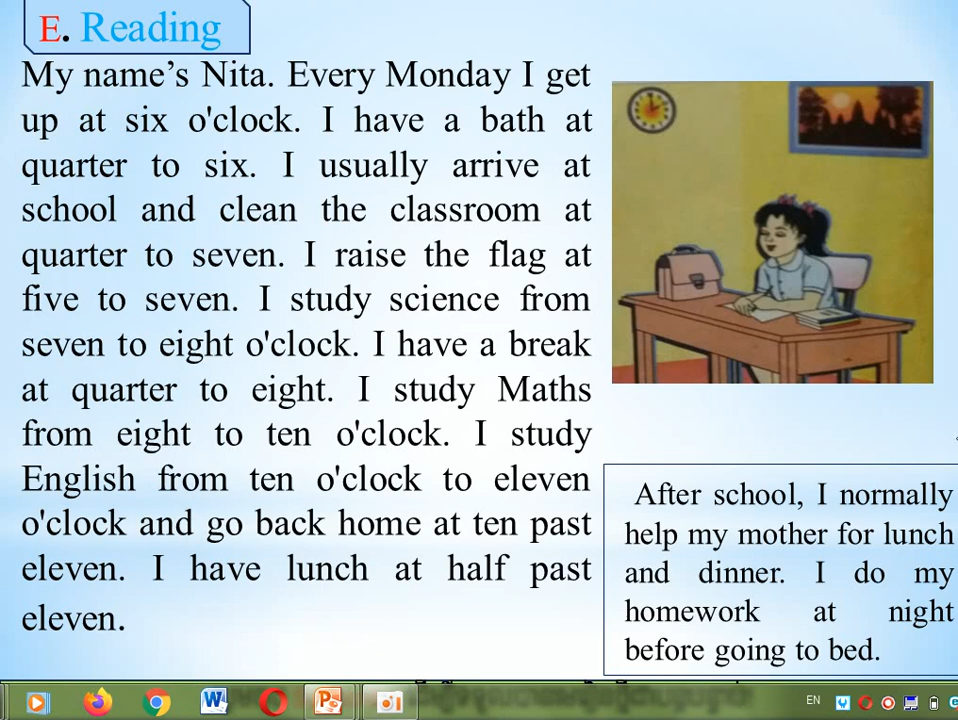 E. Reading
My name’s Nita. Every Monday I get
up at six o'clock. I have a bath at
quarter to six. I usually arrive at
school and clean the classroom at
quarter to seven. I raise the flag at
five to seven. I study science from
seven to eight o'clock. I have a break
at quarter to eight. I study Maths
from eight to ten o'clock. I study
English from ten o'clock to eleven
o'clock and go back home at ten past
eleven. I have lunch at half past
eleven.
After school, I normally
help my mother for lunch
and dinner. I do my
homework at night
before going to bed.
EN